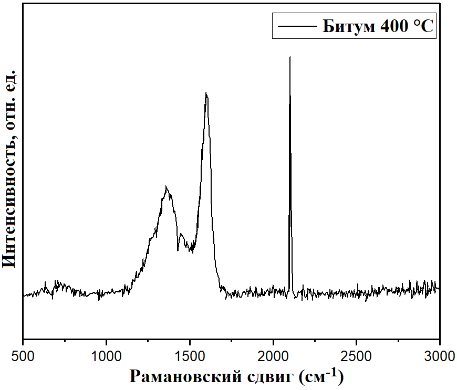 Битум 400 °C
Интенсивность, отн. ед.
500 1000 1500 2000 2500 3000
Рамановский сдвиг (см-1)